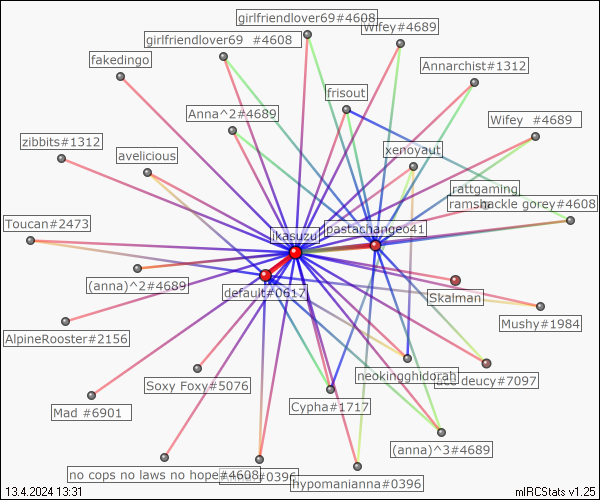 girlfriendlover69#4608
Wifey#4689
girlfriendlover69  #4608
fakedingo
Annarchist#1312
frisout
Anna^2#4689
Wifey  #4689
zibbits#1312
avelicious
xenoyaut
rattgaming
ramshackle gorey#4608
Toucan#2473
pastachangeo41
ikasuzu
(anna)^2#4689
default#0617
Skalman
Mushy#1984
AlpineRooster#2156
neokingghidorah
deucy#7097
Soxy Foxy#5076
Mad #6901
Cypha#1717
(anna)^3#4689
no cops no laws no hope#4608
#0396
hypomanianna#0396
13.4.2024 13:31
mIRCStats v1.25